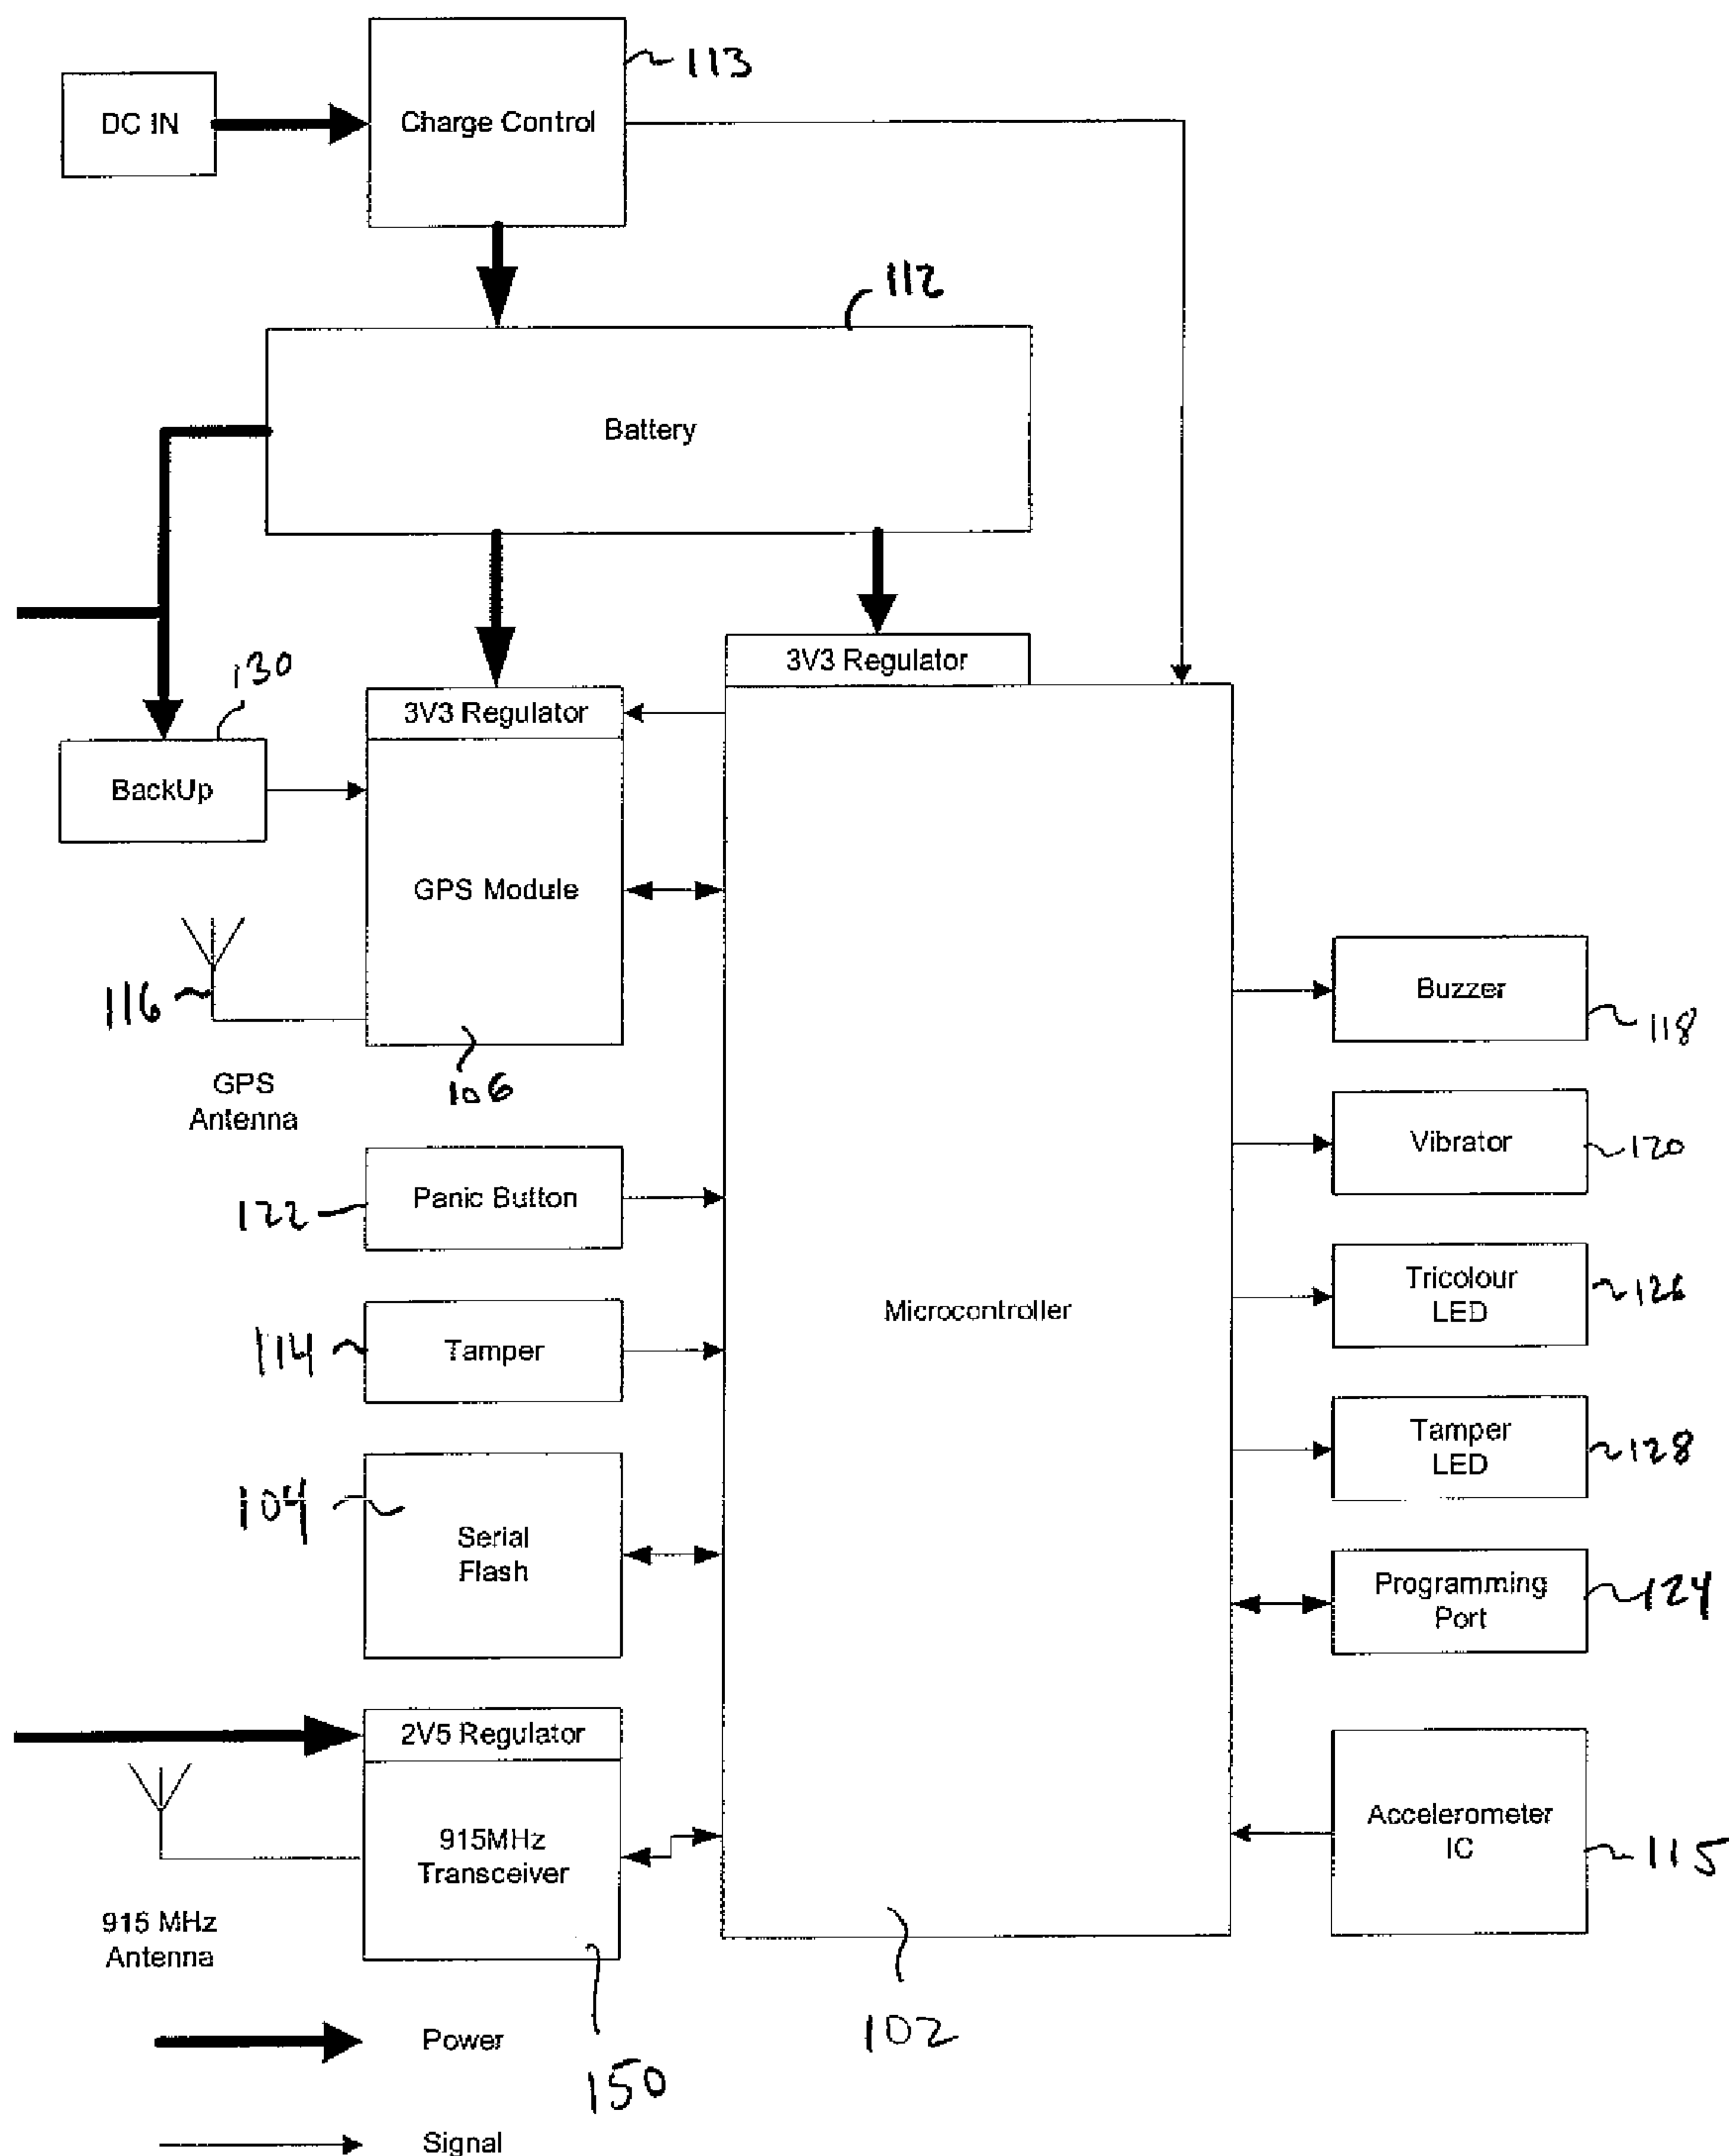 113
DC IN
Charge Control
112
Battery
3V3 Regulator
130
3V3 Regulator
BackUp
GPS Module
116
106
GPS
Antenna
Buzzer
118
Vibrator
120
Panic Button
122
Tricolour
LED
126
Microcontroller
Tamper
114
Tamper
LED
128
104
Serial
Flash
Programming
Port
124
2V5 Regulator
915MHz
Transceiver
Accelerometer
IC
115
915 MHz
Antenna
102
150
Power
Signal